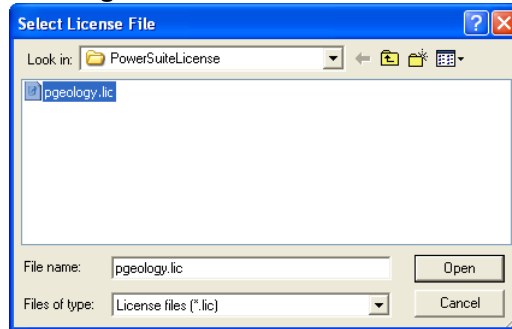 Select License File
Look in: PowerSuiteLicense
pgeology.lic
File name: pgeology.lic Open
Files of type: License files (*.lic) Cancel